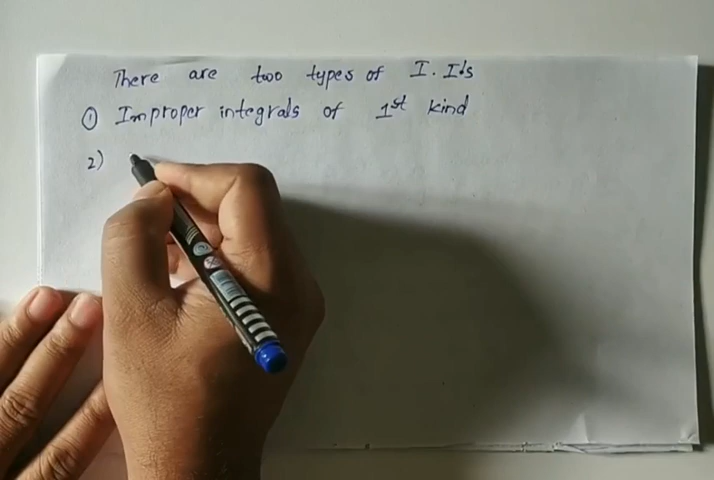 There are two types of I. I's
① Improper integrals of 1st kind
2)